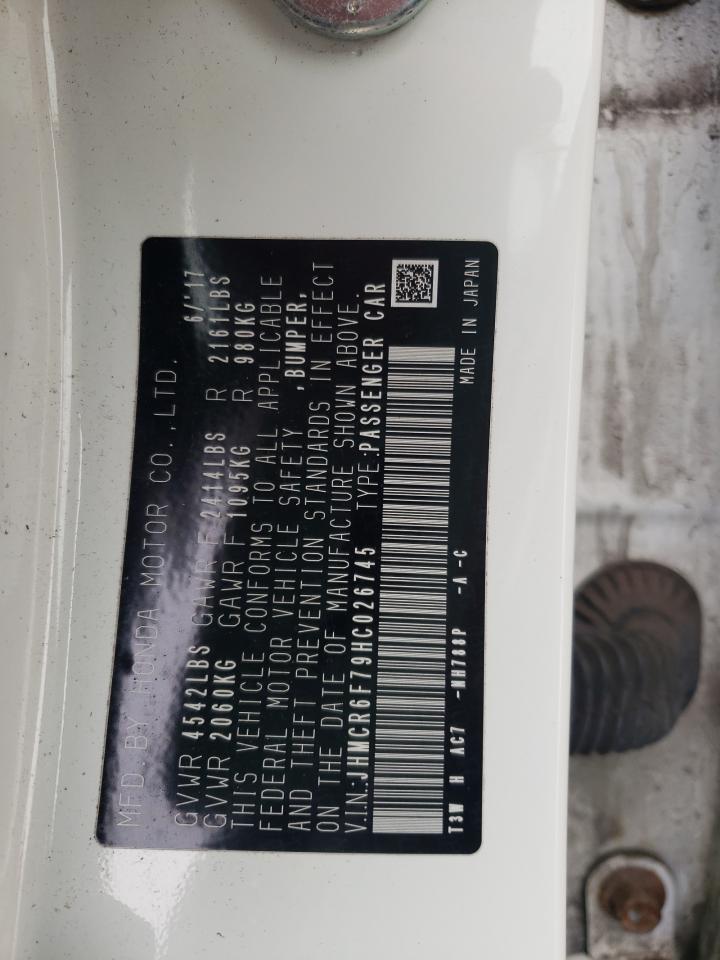 MFD. BY HONDA MOTOR CO., LTD. 6/'17
GVWR 4542LBS GAWR F 2414LBS R 2161LBS
GVWR 2060KG GAWR F 1095KG R 980KG
THIS VEHICLE CONFORMS TO ALL APPLICABLE
FEDERAL MOTOR VEHICLE SAFETY ,BUMPER,
AND THEFT PREVENTION STANDARDS IN EFFECT
ON THE DATE OF MANUFACTURE SHOWN ABOVE.
V.I.N.:JHMCR6F79HC026745 TYPE:PASSENGER CAR
T3W H AC7 -NH788P -A -C MADE IN JAPAN